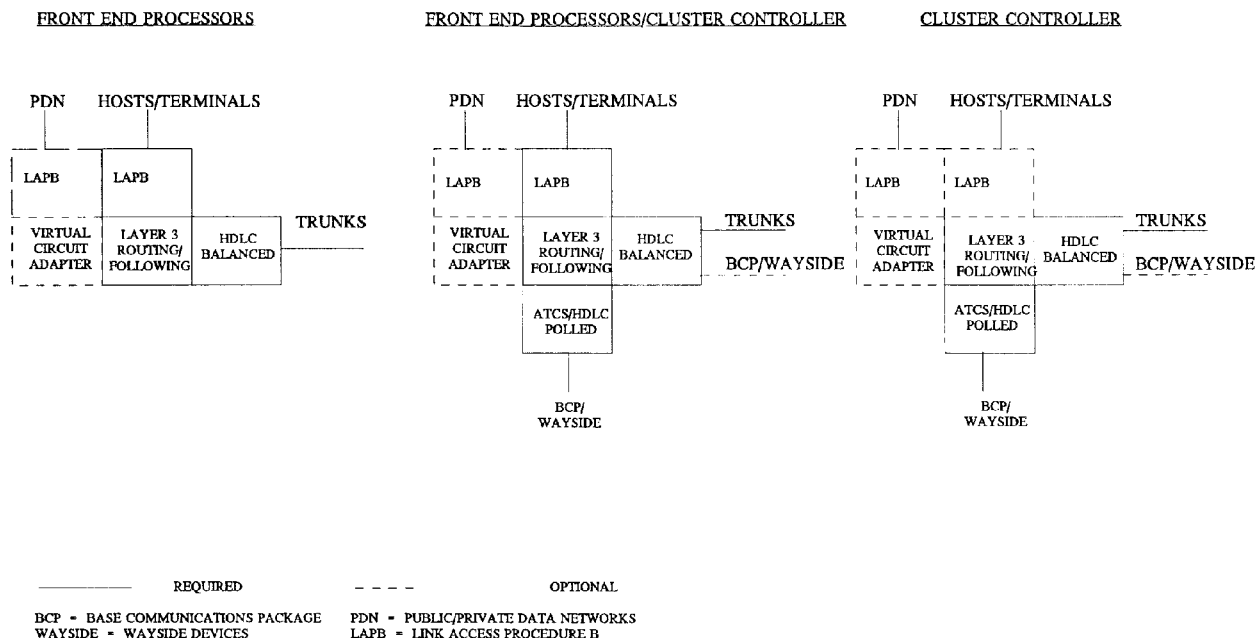 FRONT END PROCESSORS
FRONT END PROCESSORS/CLUSTER CONTROLLER
CLUSTER CONTROLLER
PDN
HOSTS/TERMINALS
LAPB
LAPB
VIRTUAL
CIRCUIT
ADAPTER
LAYER 3
ROUTING/
FOLLOWING
HDLC
BALANCED
TRUNKS
PDN
HOSTS/TERMINALS
LAPB
LAPB
VIRTUAL
CIRCUIT
ADAPTER
LAYER 3
ROUTING/
FOLLOWING
HDLC
BALANCED
TRUNKS
BCP/WAYSIDE
ATCS/HDLC
POLLED
BCP/
WAYSIDE
PDN
HOSTS/TERMINALS
LAPB
LAPB
VIRTUAL
CIRCUIT
ADAPTER
LAYER 3
ROUTING/
FOLLOWING
HDLC
BALANCED
TRUNKS
BCP/WAYSIDE
ATCS/HDLC
POLLED
BCP/
WAYSIDE
REQUIRED
OPTIONAL
BCP = BASE COMMUNICATIONS PACKAGE
WAYSIDE = WAYSIDE DEVICES
PDN = PUBLIC/PRIVATE DATA NETWORKS
LAPB = LINK ACCESS PROCEDURE B